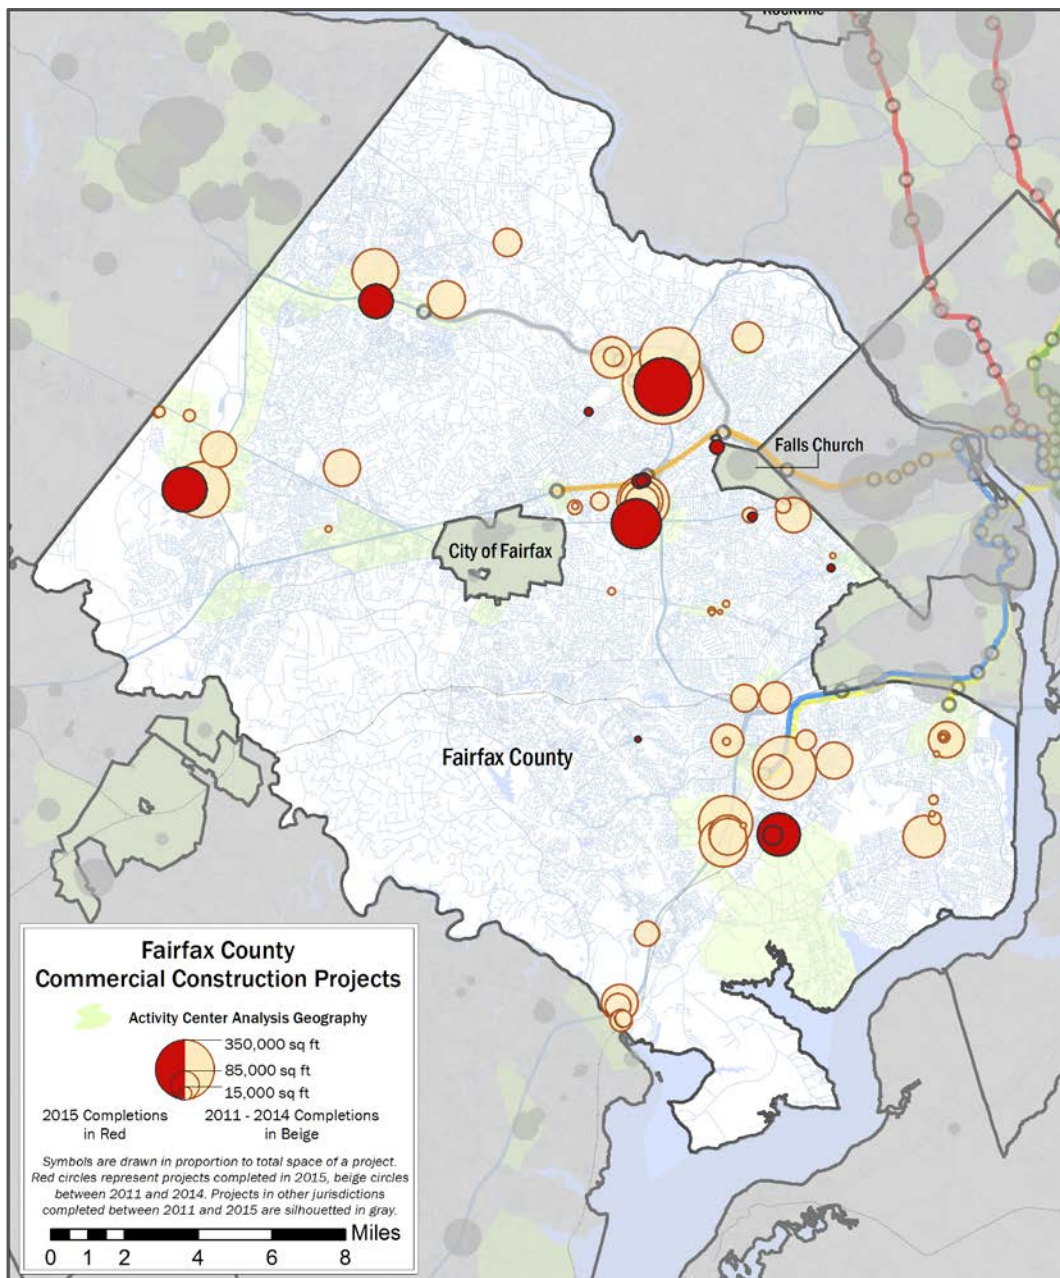 Rockville
Falls Church
City of Fairfax
Fairfax County
Fairfax County
Commercial Construction Projects
Activity Center Analysis Geography
350,000 sq ft
85,000 sq ft
15,000 sq ft
2015 Completions
in Red
2011 - 2014 Completions
in Beige
Symbols are drawn in proportion to total space of a project.
Red circles represent projects completed in 2015, beige circles
between 2011 and 2014. Projects in other jurisdictions
completed between 2011 and 2015 are silhouetted in gray.
Miles
0 1 2 4 6 8